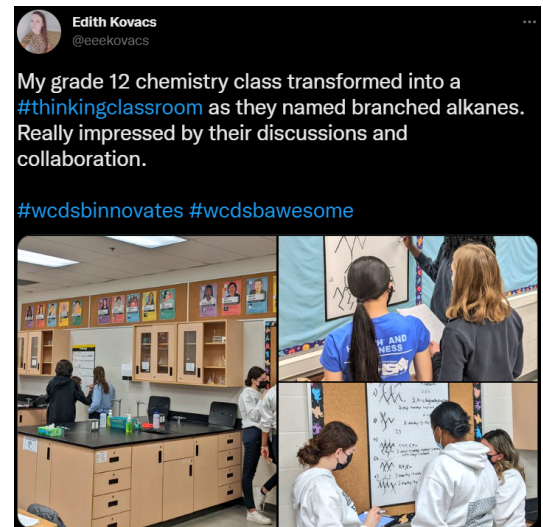 Edith Kovacs
@eeekovacs
My grade 12 chemistry class transformed into a
#thinkingclassroom as they named branched alkanes.
Really impressed by their discussions and
collaboration.
#wcdsbinnovates #wcdsbawesome